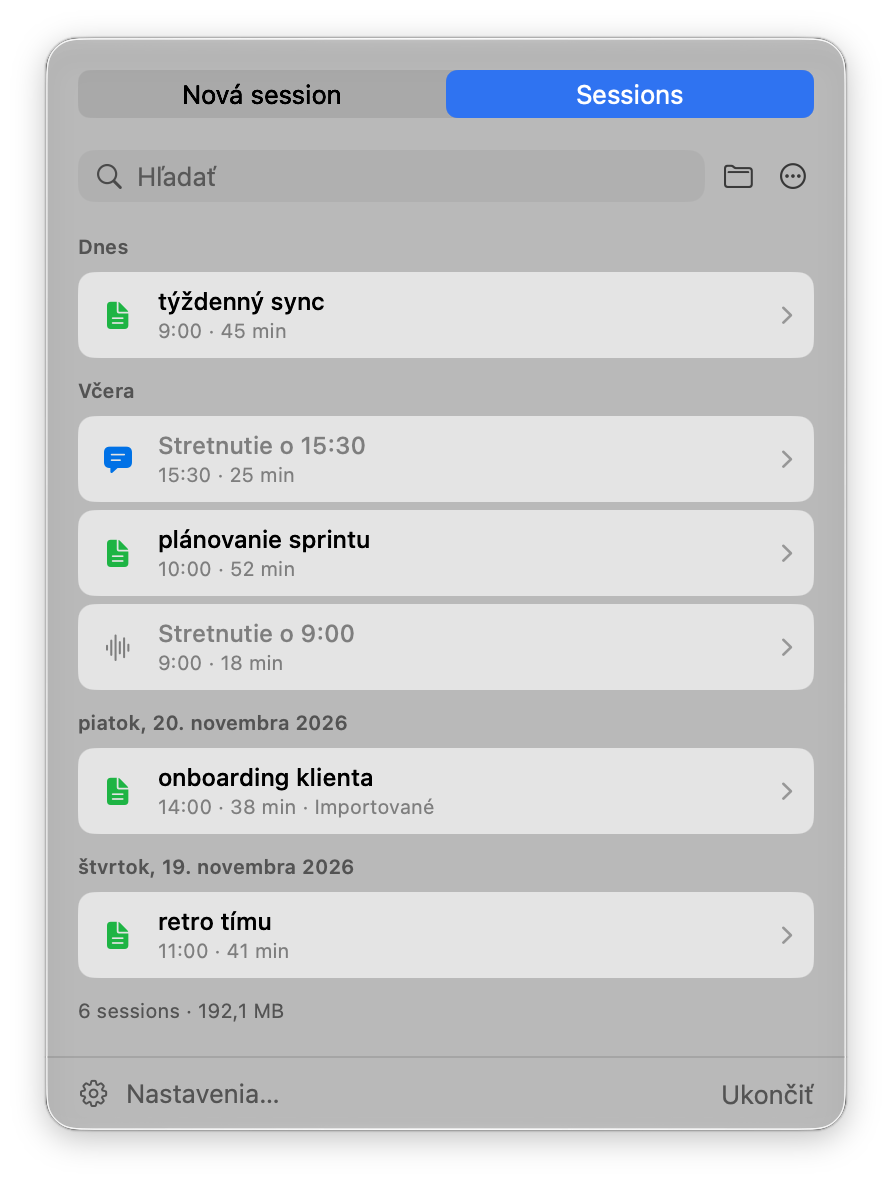 Nová session
Sessions
Hľadať
Dnes
týždenný sync
9:00 · 45 min
Včera
Stretnutie o 15:30
15:30 · 25 min
plánovanie sprintu
10:00 · 52 min
Stretnutie o 9:00
9:00 · 18 min
piatok, 20. novembra 2026
onboarding klienta
14:00 · 38 min · Importované
štvrtok, 19. novembra 2026
retro tímu
11:00 · 41 min
6 sessions · 192,1 MB
Nastavenia...
Ukončiť